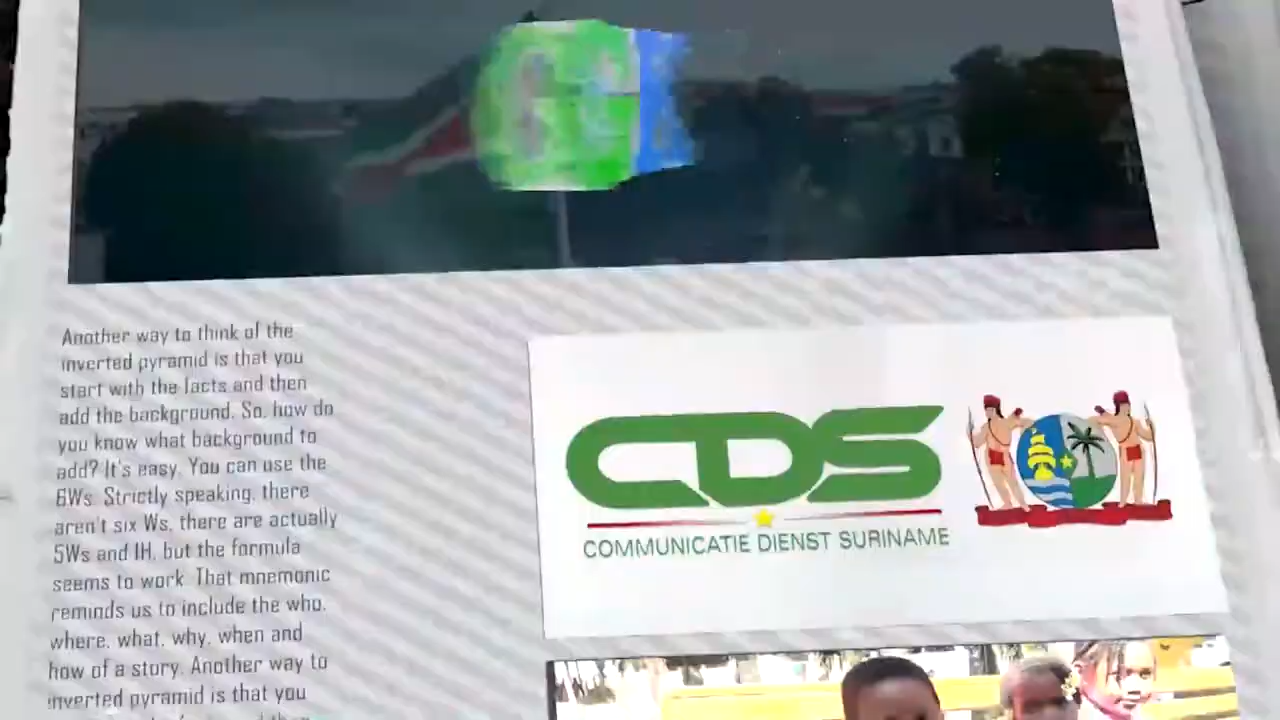 Another way to think of the
inverted pyramid is that you
start with the facts and then
add the background. So, how do
you know what background to
add? It's easy. You can use the
6Ws. Strictly speaking, there
aren't six Ws, there are actually
5Ws and 1H, but the formula
seems to work. That mnemonic
reminds us to include the who,
where, what, why, when and
how of a story. Another way to
inverted pyramid is that you
CDS
COMMUNICATIE DIENST SURINAME